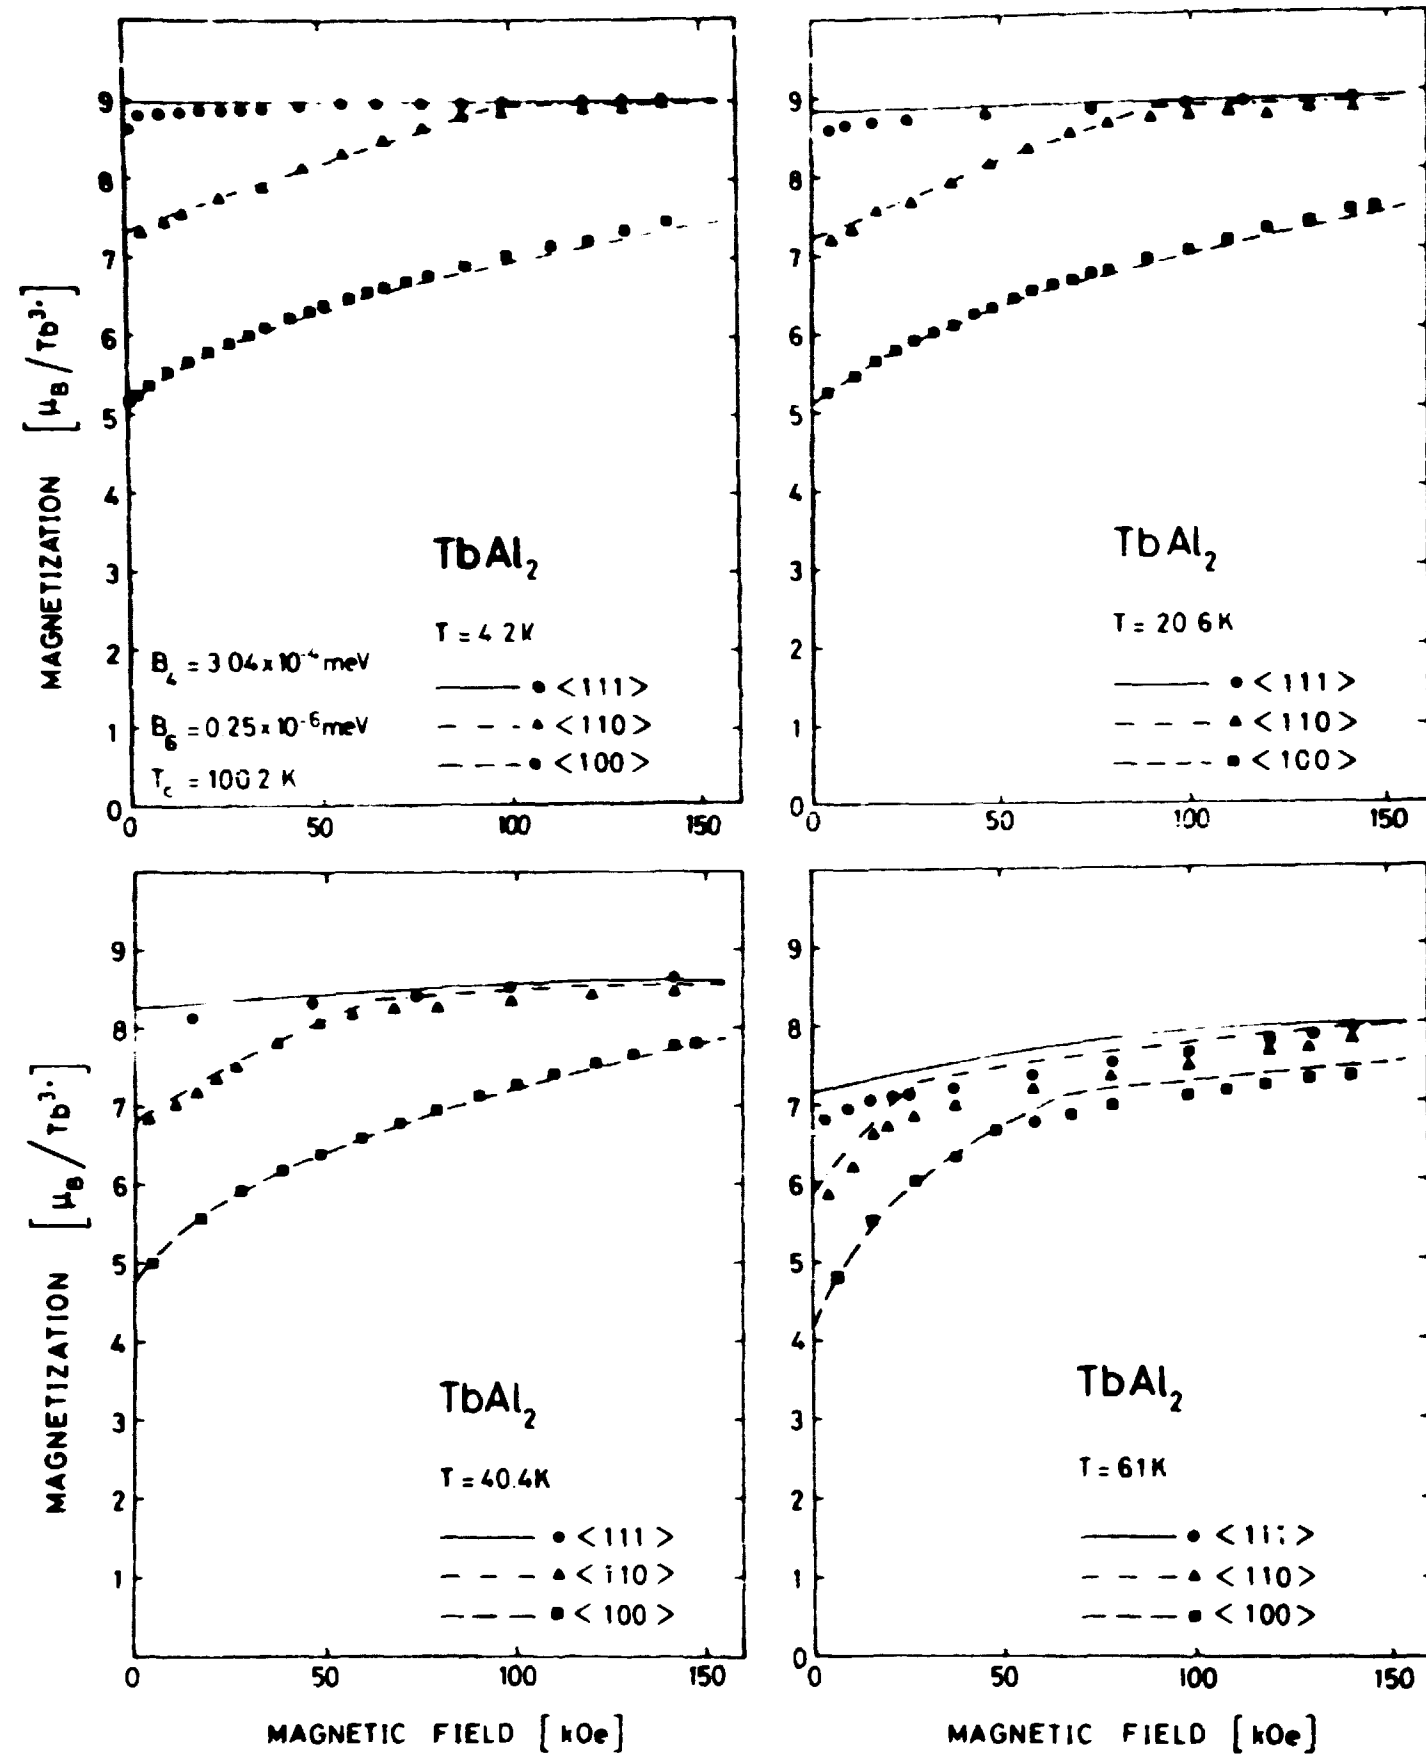 MAGNETIZATION [μB/Tb3+]
9
8
7
6
5
4
3
2
1
0
TbAl2
T = 4.2K
B4 = 3.04 x 10-4 meV
B6 = 0.25 x 10-6 meV
Tc = 100.2 K
<111>
<110>
<100>
0 50 100 150
9
8
7
6
5
4
3
2
1
0
TbAl2
T = 20.6K
<111>
<110>
<100>
0 50 100 150
MAGNETIZATION [μB/Tb3+]
9
8
7
6
5
4
3
2
1
TbAl2
T = 40.4K
<111>
<110>
<100>
0 50 100 150
MAGNETIC FIELD [kOe]
9
8
7
6
5
4
3
2
1
0
TbAl2
T = 61K
<111>
<110>
<100>
0 50 100 150
MAGNETIC FIELD [kOe]